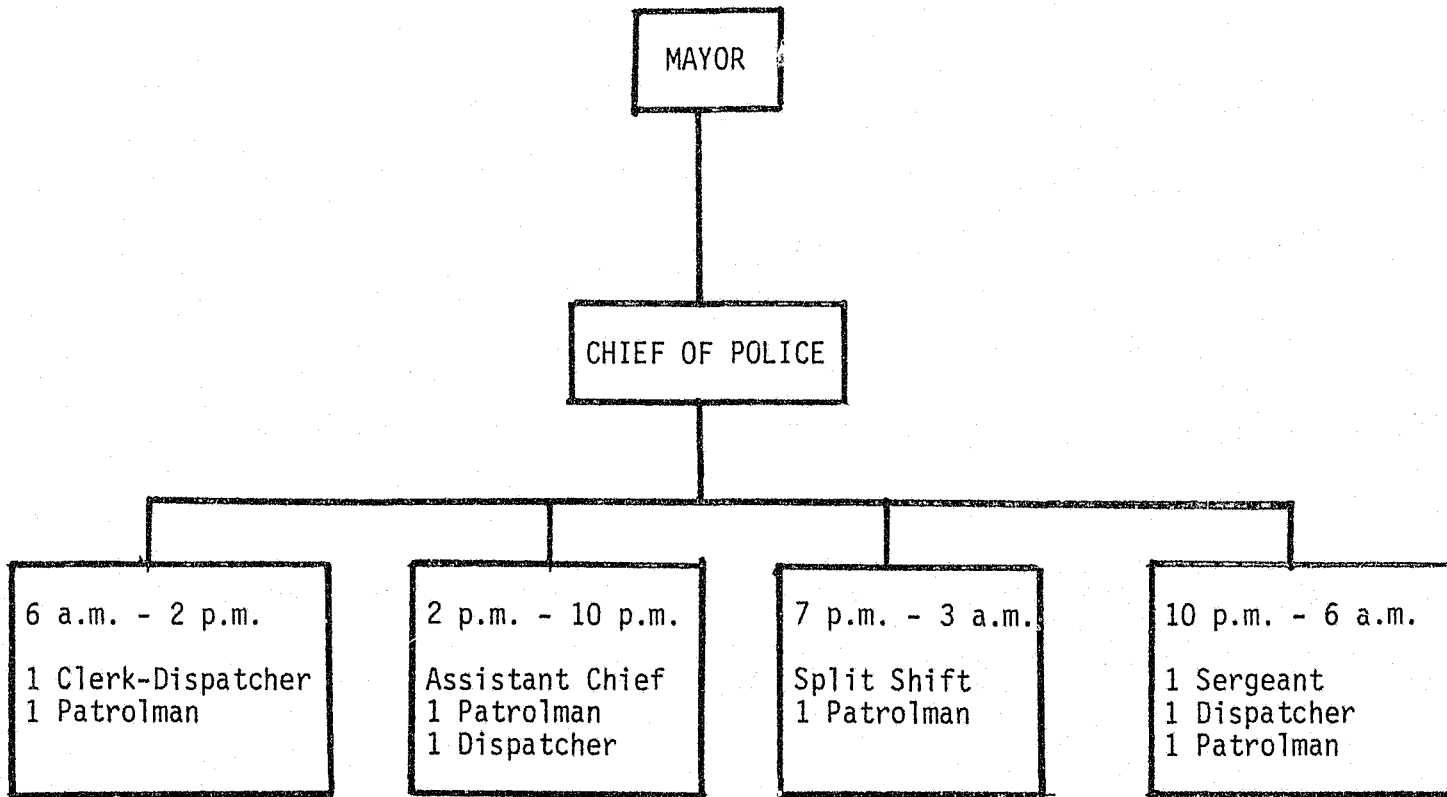 MAYOR
CHIEF OF POLICE
6 a.m. - 2 p.m.
1 Clerk-Dispatcher
1 Patrolman
2 p.m. - 10 p.m.
Assistant Chief
1 Patrolman
1 Dispatcher
7 p.m. - 3 a.m.
Split Shift
1 Patrolman
10 p.m. - 6 a.m.
1 Sergeant
1 Dispatcher
1 Patrolman